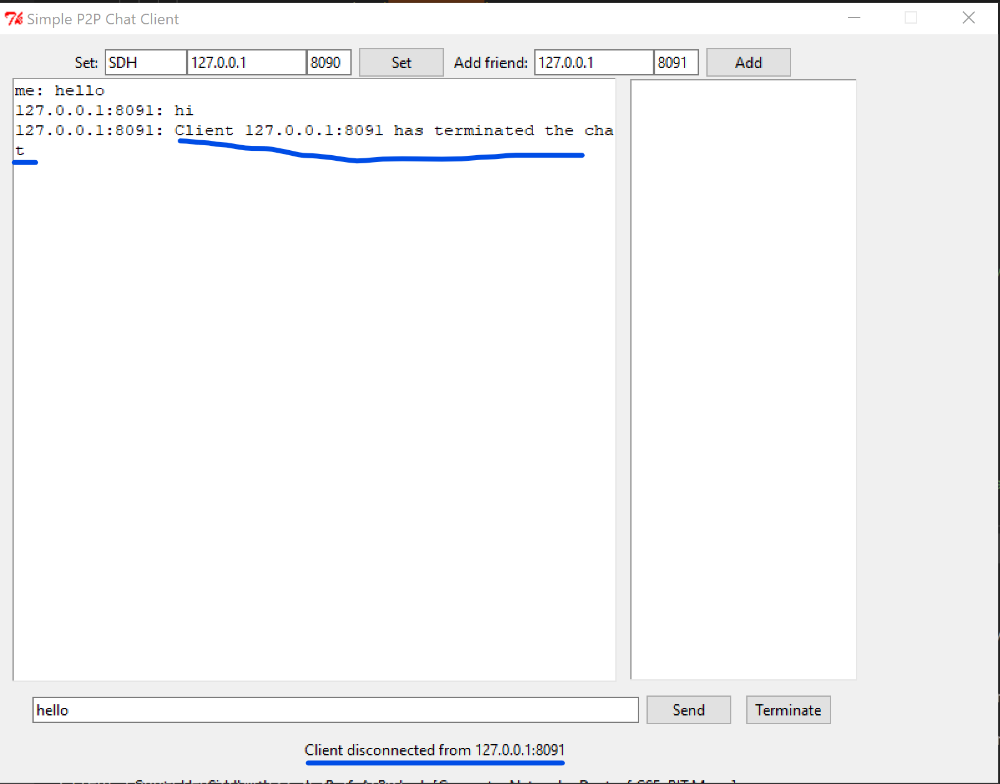 Simple P2P Chat Client
Set: SDH 127.0.0.1 8090 Set Add friend: 127.0.0.1 8091 Add
me: hello
127.0.0.1:8091: hi
127.0.0.1:8091: Client 127.0.0.1:8091 has terminated the cha
t
hello Send Terminate
Client disconnected from 127.0.0.1:8091